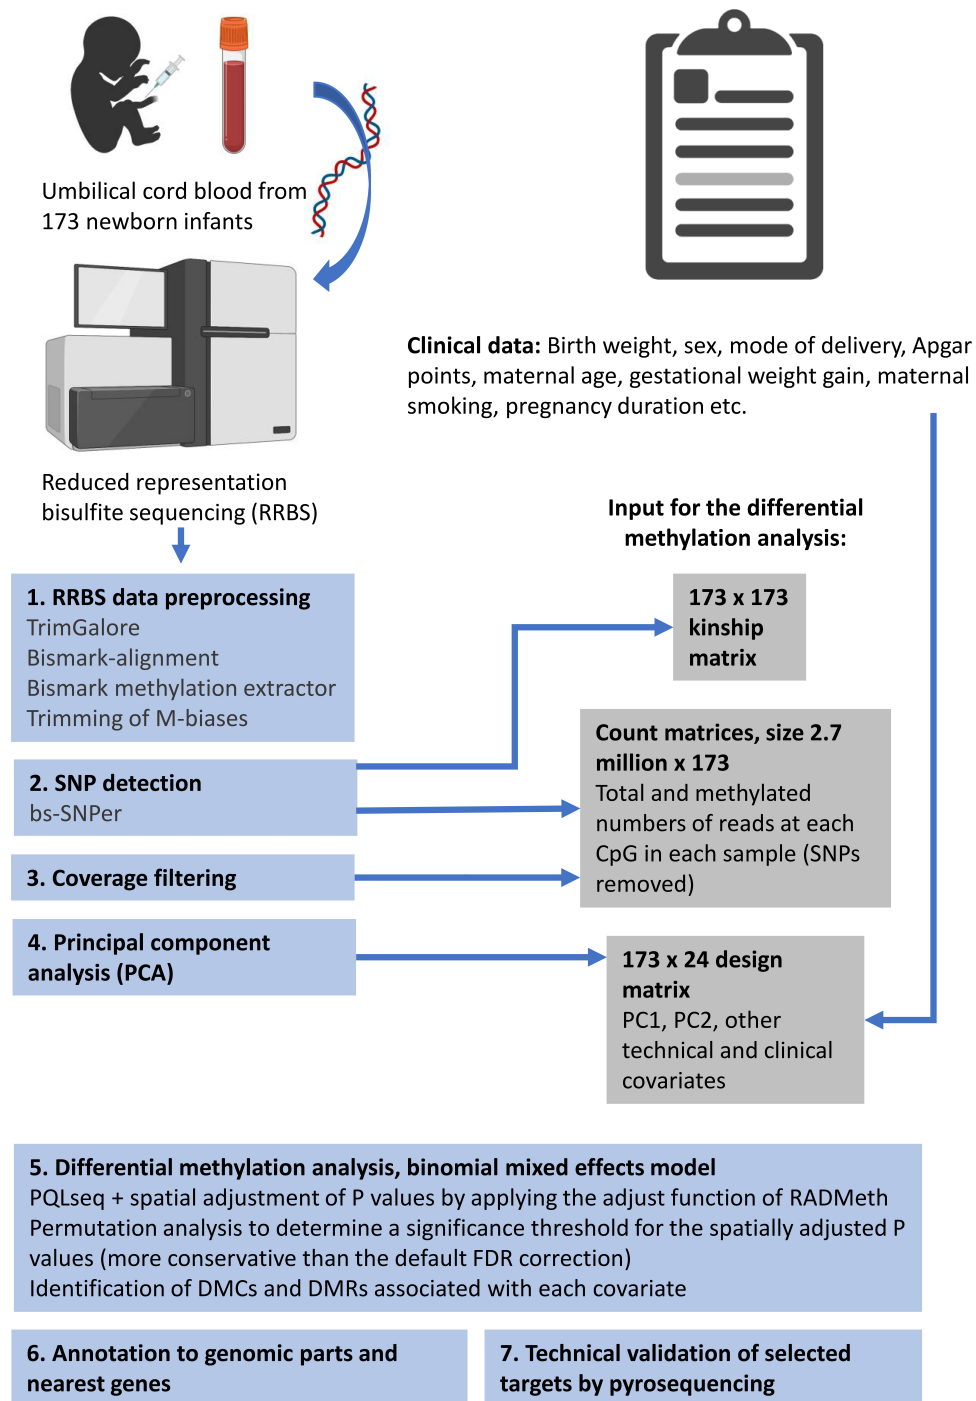 Umbilical cord blood from
173 newborn infants
Clinical data: Birth weight, sex, mode of delivery, Apgar
points, maternal age, gestational weight gain, maternal
smoking, pregnancy duration etc.
Reduced representation
bisulfite sequencing (RRBS)
Input for the differential
methylation analysis:
1. RRBS data preprocessing
TrimGalore
Bismark-alignment
Bismark methylation extractor
Trimming of M-biases
173 x 173
kinship
matrix
2. SNP detection
bs-SNPer
Count matrices, size 2.7
million x 173
Total and methylated
numbers of reads at each
CpG in each sample (SNPs
removed)
3. Coverage filtering
4. Principal component
analysis (PCA)
173 x 24 design
matrix
PC1, PC2, other
technical and clinical
covariates
5. Differential methylation analysis, binomial mixed effects model
PQLseq + spatial adjustment of P values by applying the adjust function of RADMeth
Permutation analysis to determine a significance threshold for the spatially adjusted P
values (more conservative than the default FDR correction)
Identification of DMCs and DMRs associated with each covariate
6. Annotation to genomic parts and
nearest genes
7. Technical validation of selected
targets by pyrosequencing